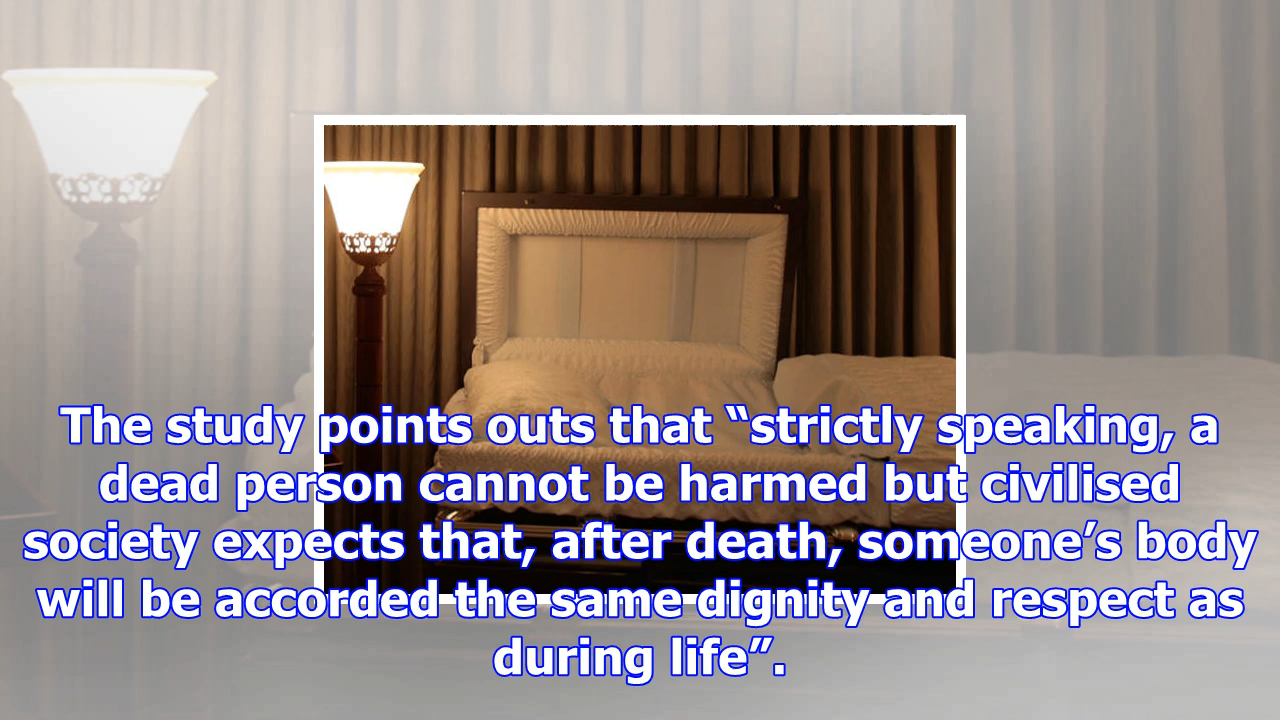 The study points outs that “strictly speaking, a
dead person cannot be harmed but civilised
society expects that, after death, someone’s body
will be accorded the same dignity and respect as
during life”.